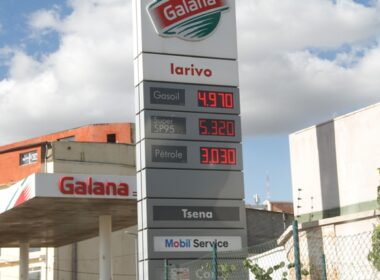 Galana
Iarivo
Gasoil 4.970
Super SP95 5.320
Pétrole 3.030
Galana
Tsena
Mobil Service